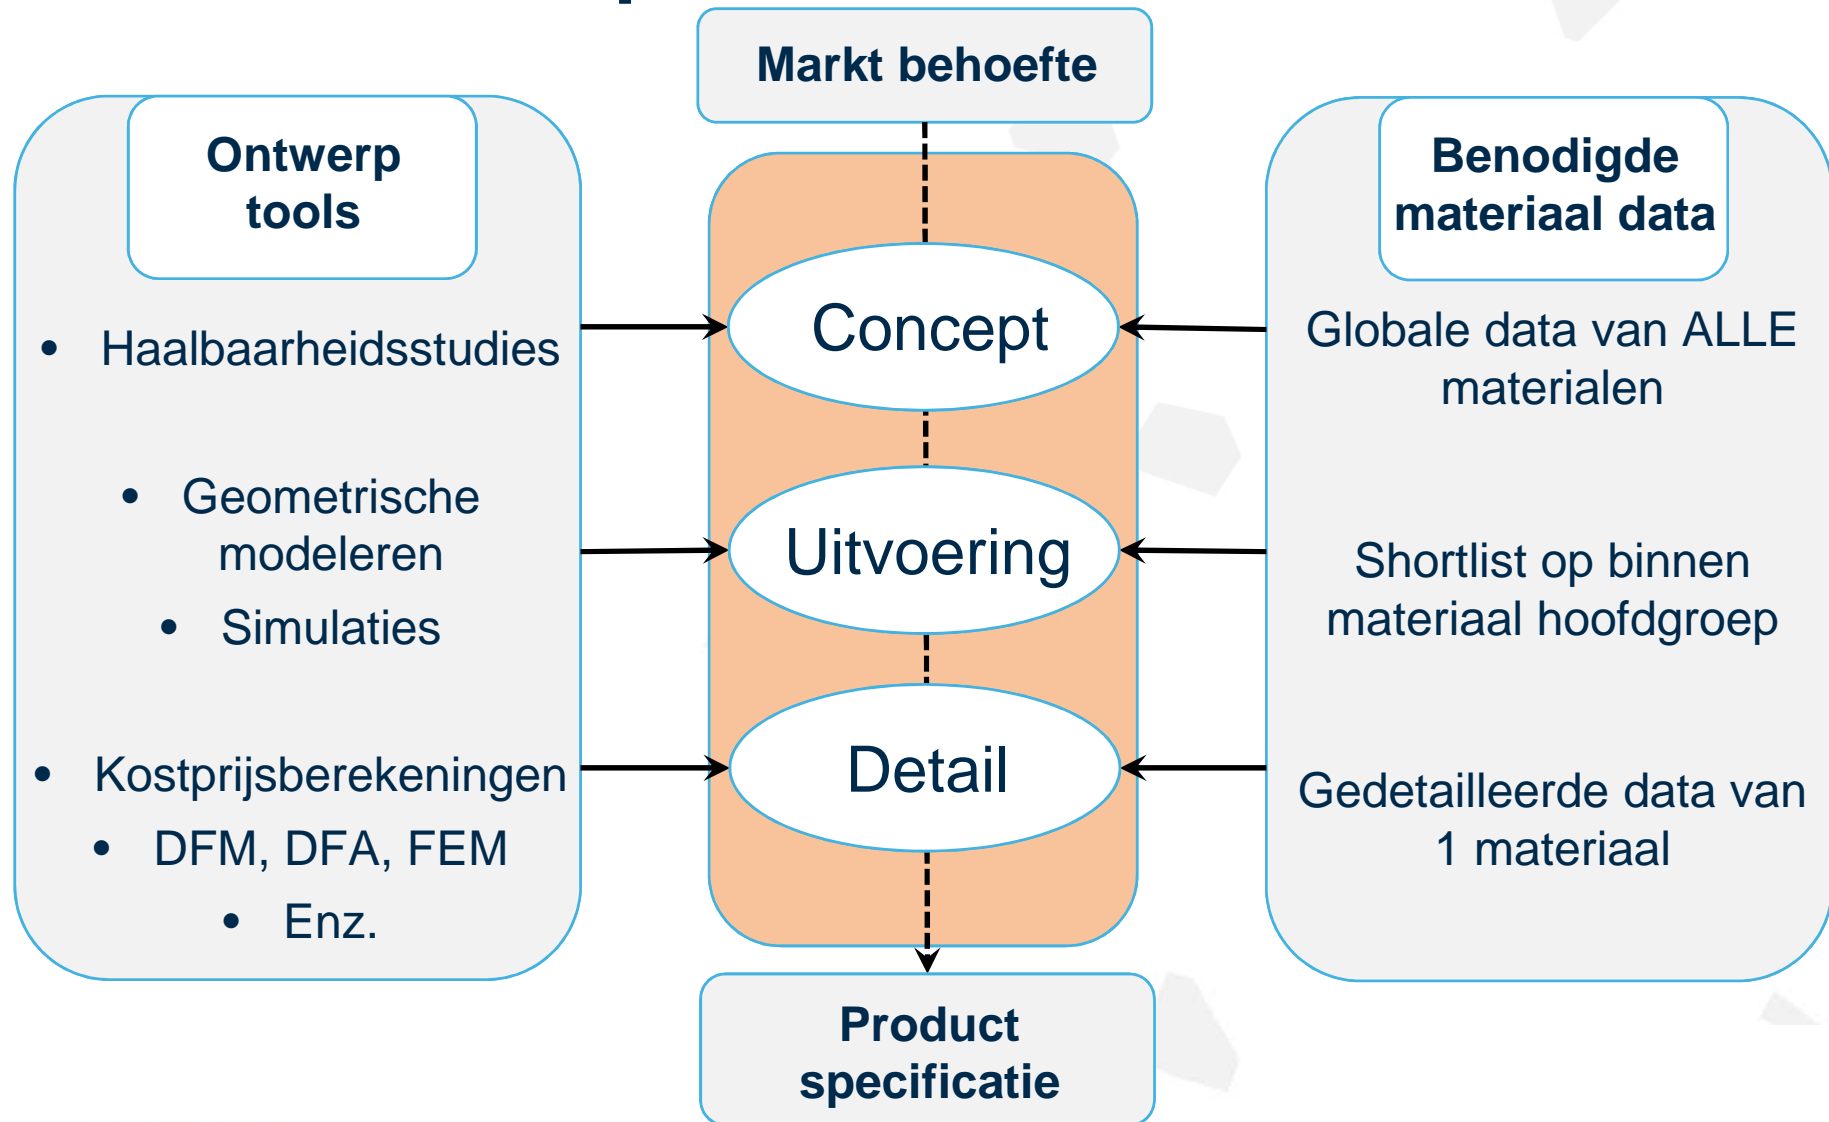 Markt behoefte
Ontwerp
tools
• Haalbaarheidsstudies
• Geometrische
modeleren
• Simulaties
• Kostprijsberekeningen
• DFM, DFA, FEM
• Enz.
Concept
Uitvoering
Detail
Product
specificatie
Benodigde
materiaal data
Globale data van ALLE
materialen
Shortlist op binnen
materiaal hoofdgroep
Gedetailleerde data van
1 materiaal